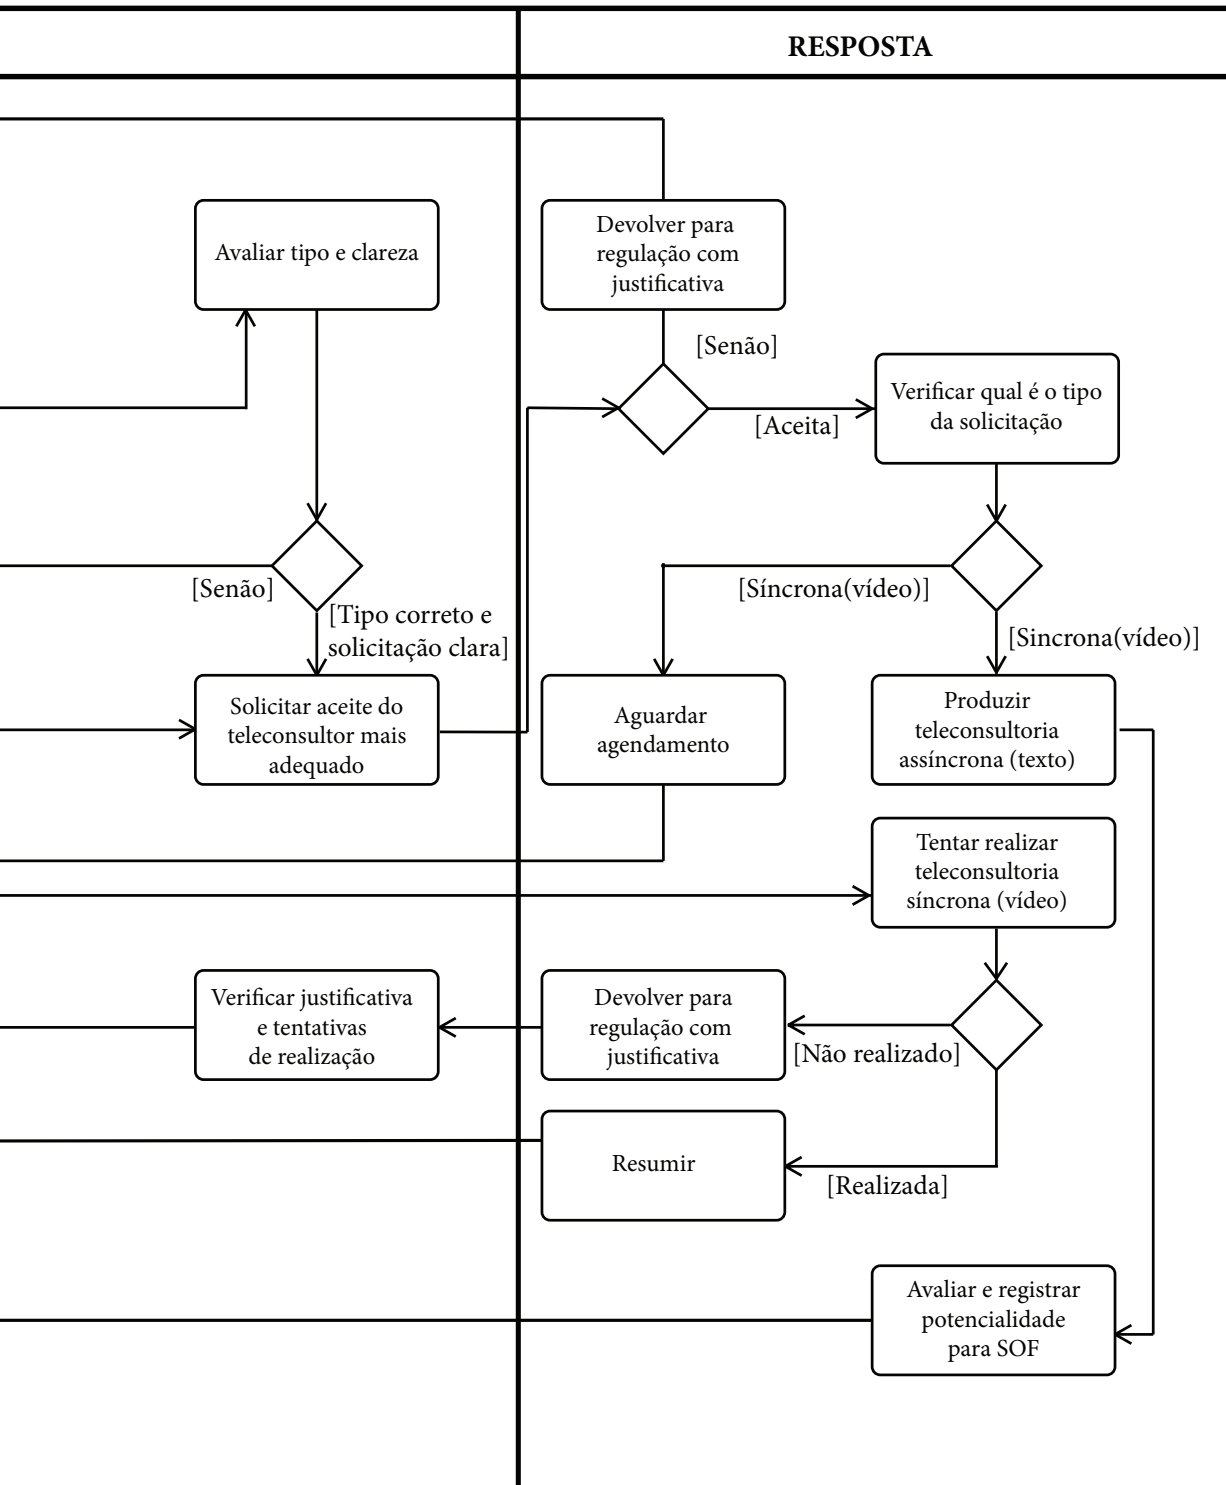 RESPOSTA
Avaliar tipo e clareza
Devolver para
regulação com
justificativa
[Senão]
[Aceita]
Verificar qual é o tipo
da solicitação
[Senão]
[Tipo correto e
solicitação clara]
[Síncrona(vídeo)]
[Sincrona(vídeo)]
Solicitar aceite do
teleconsultor mais
adequado
Aguardar
agendamento
Produzir
teleconsultoria
assíncrona (texto)
Tentar realizar
teleconsultoria
síncrona (vídeo)
Verificar justificativa
e tentativas
de realização
Devolver para
regulação com
justificativa
[Não realizado]
Resumir
[Realizada]
Avaliar e registrar
potencialidade
para SOF